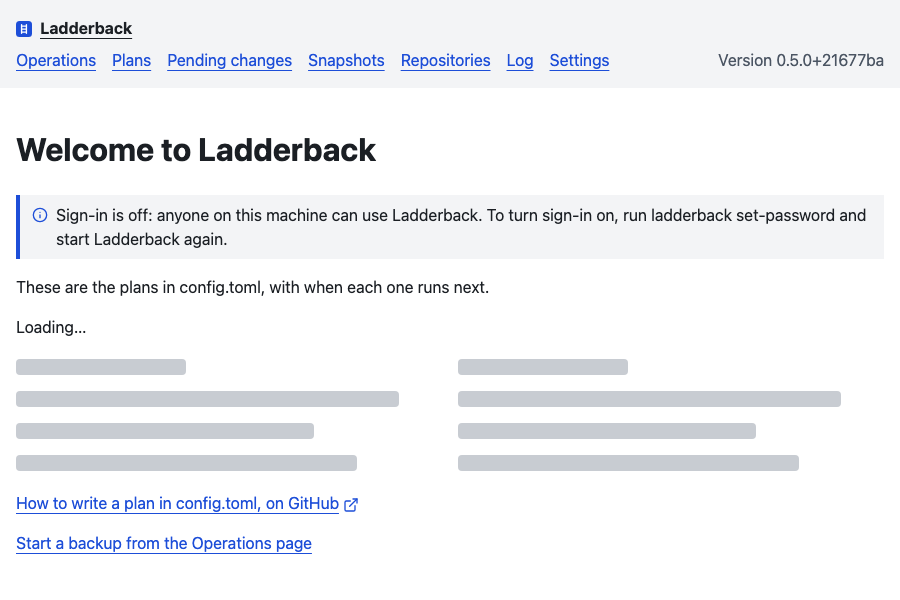 Ladderback
Operations Plans Pending changes Snapshots Repositories Log Settings Version 0.5.0+21677ba
Welcome to Ladderback
Sign-in is off: anyone on this machine can use Ladderback. To turn sign-in on, run ladderback set-password and
start Ladderback again.
These are the plans in config.toml, with when each one runs next.
Loading...
How to write a plan in config.toml, on GitHub
Start a backup from the Operations page